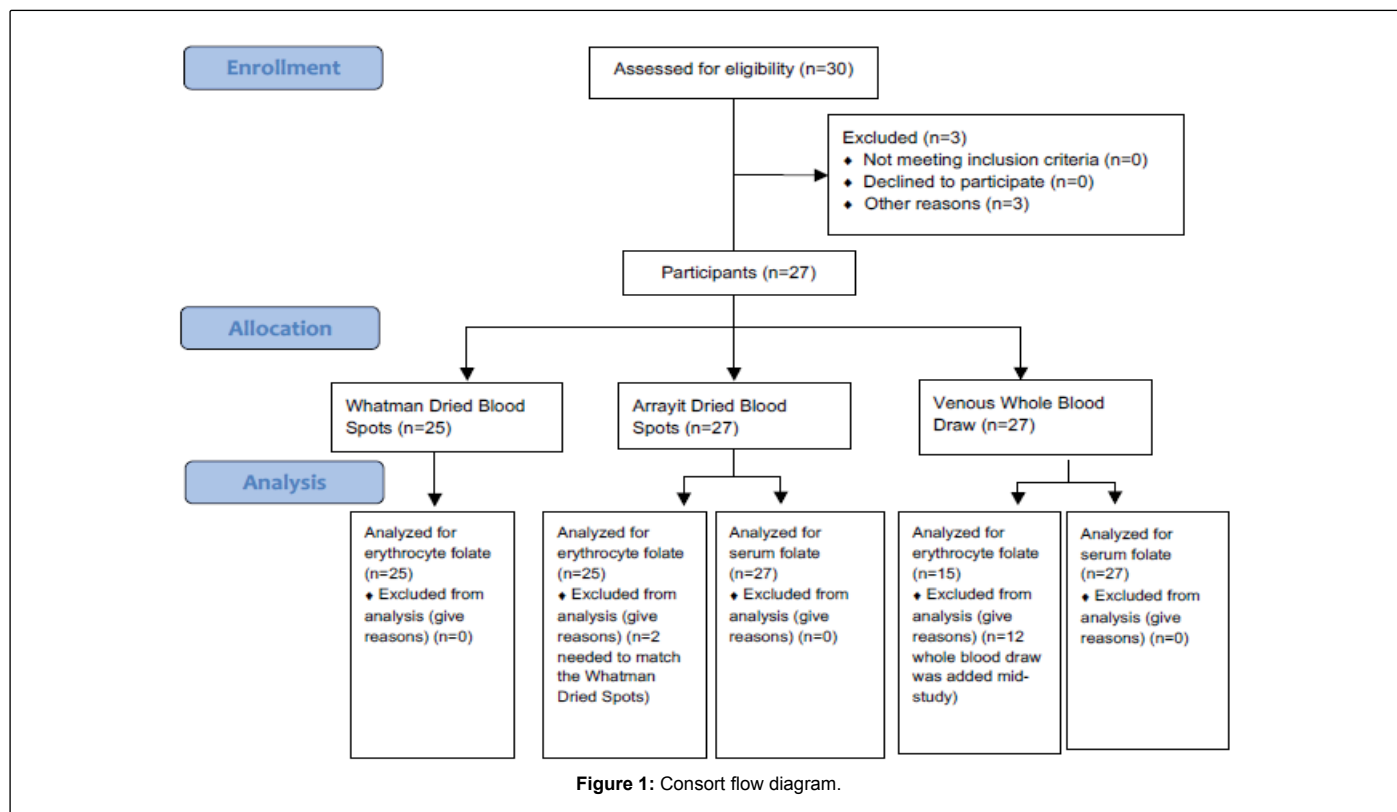 Enrollment
Assessed for eligibility (n=30)
Excluded (n=3)
♦ Not meeting inclusion criteria (n=0)
♦ Declined to participate (n=0)
♦ Other reasons (n=3)
Participants (n=27)
Allocation
Whatman Dried Blood
Spots (n=25)
Arrayit Dried Blood
Spots (n=27)
Venous Whole Blood
Draw (n=27)
Analysis
Analyzed for
erythrocyte folate
(n=25)
♦ Excluded from
analysis (give
reasons) (n=0)
Analyzed for
erythrocyte folate
(n=25)
♦ Excluded from
analysis (give
reasons) (n=2
needed to match
the Whatman
Dried Spots)
Analyzed for
serum folate
(n=27)
♦ Excluded from
analysis (give
reasons) (n=0)
Analyzed for
erythrocyte folate
(n=15)
♦ Excluded from
analysis (give
reasons) (n=12
whole blood draw
was added mid-
study)
Analyzed for
serum folate
(n=27)
♦ Excluded from
analysis (give
reasons) (n=0)
Figure 1: Consort flow diagram.